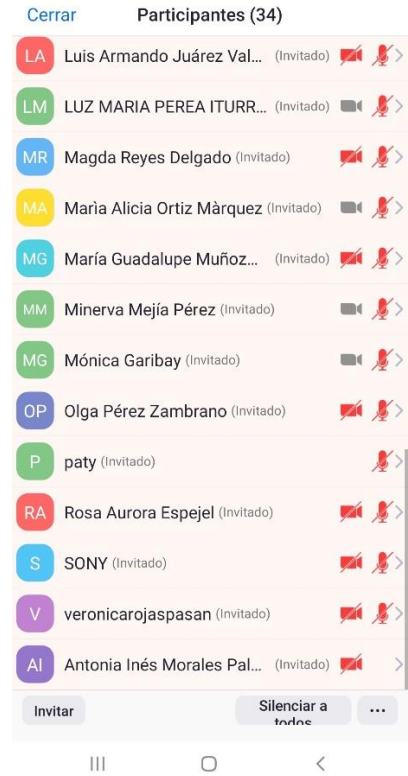 Cerrar Participantes (34)
LA Luis Armando Juárez Val... (Invitado)
LM LUZ MARIA PEREA ITURR... (Invitado)
MR Magda Reyes Delgado (Invitado)
MA Marìa Alicia Ortiz Màrquez (Invitado)
MG María Guadalupe Muñoz... (Invitado)
MM Minerva Mejía Pérez (Invitado)
MG Mónica Garibay (Invitado)
OP Olga Pérez Zambrano (Invitado)
P paty (Invitado)
RA Rosa Aurora Espejel (Invitado)
S SONY (Invitado)
V veronicarojaspasan (Invitado)
AI Antonia Inés Morales Pal... (Invitado)
Invitar Silenciar a
todos ...